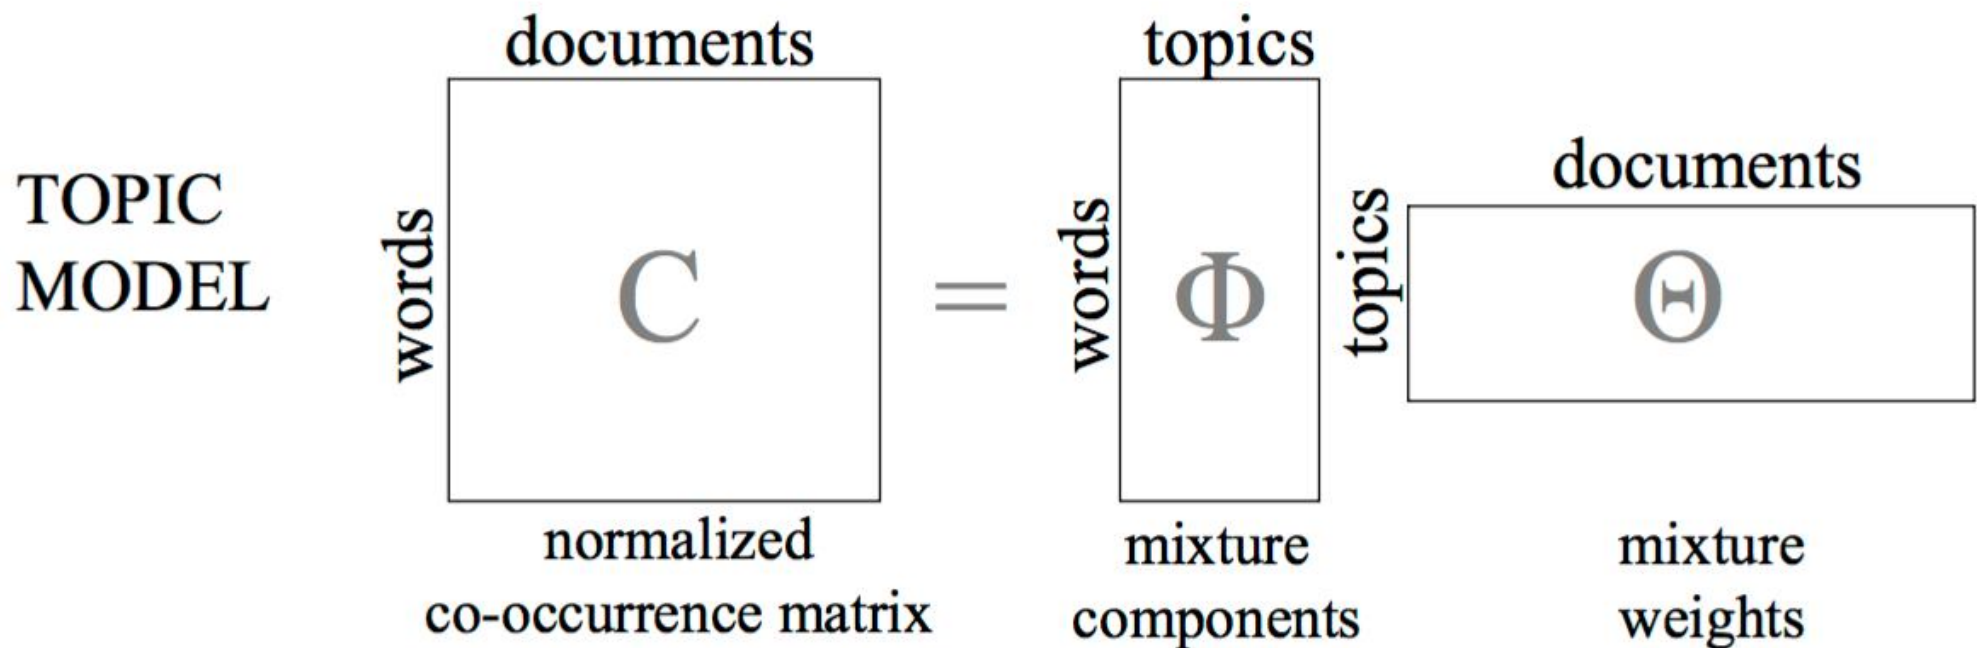 TOPIC
MODEL
documents
words
C
normalized
co-occurrence matrix
=
topics
words
Φ
mixture
components
documents
topics
Θ
mixture
weights